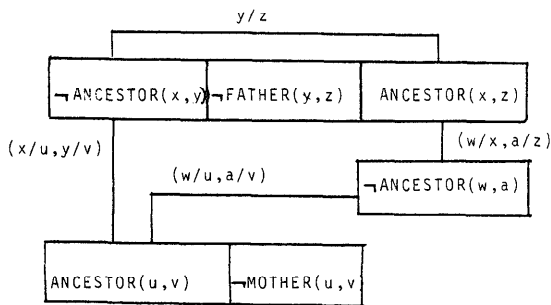 y/z
¬ANCESTOR(x,y) ¬FATHER(y,z) ANCESTOR(x,z)
(x/u,y/v) (w/u,a/v) (w/x,a/z)
¬ANCESTOR(w,a)
ANCESTOR(u,v) ¬MOTHER(u,v